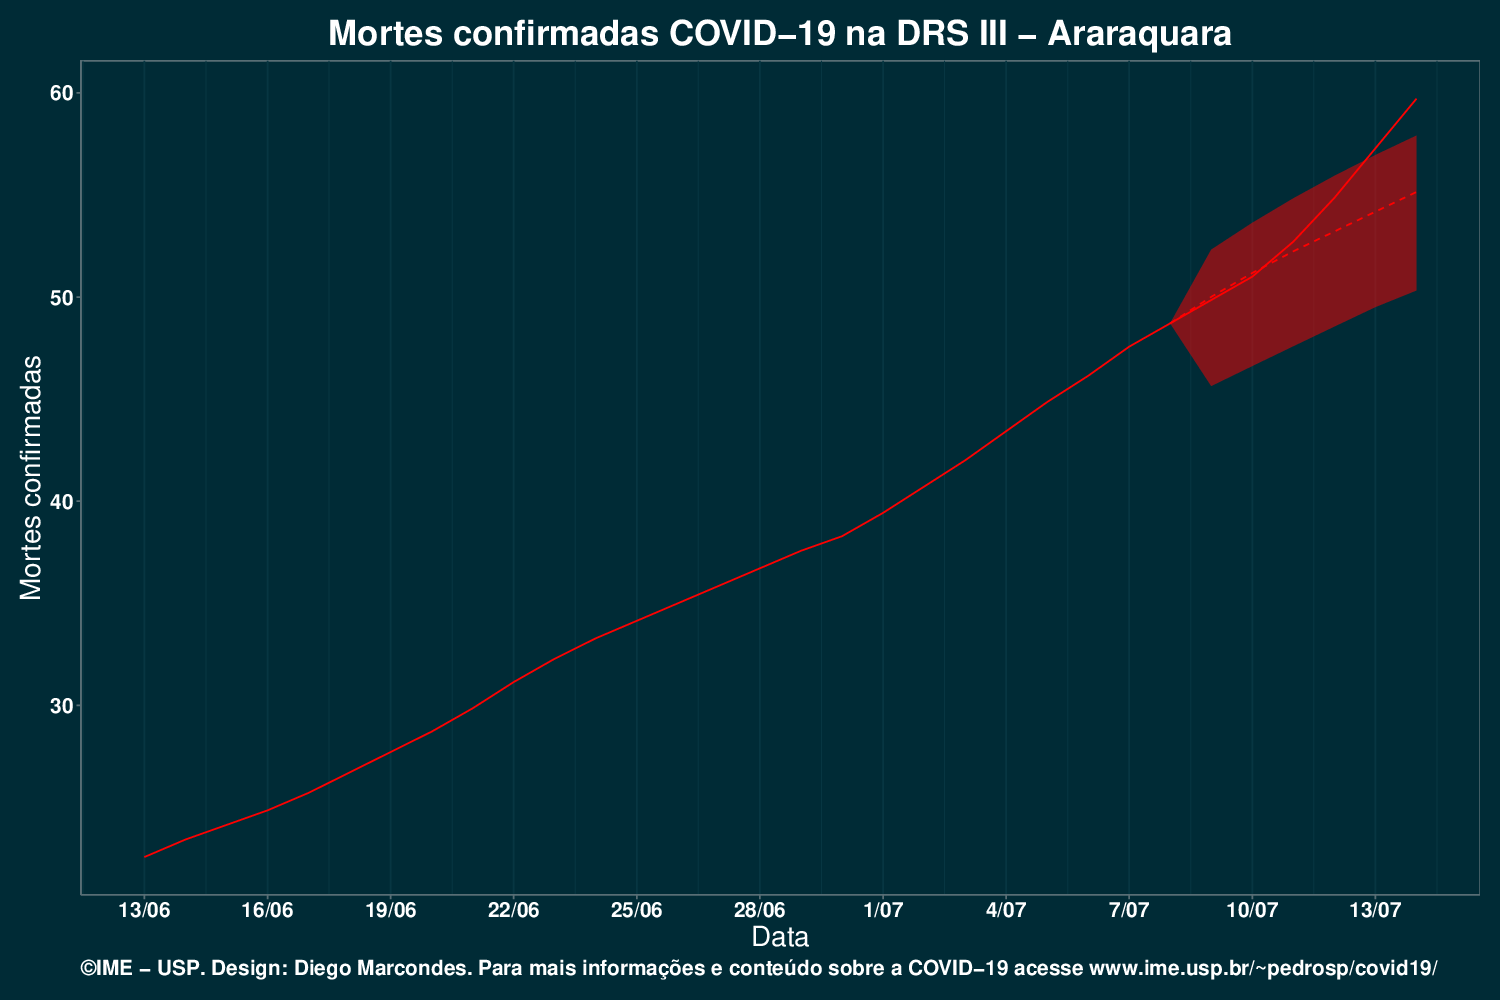 Mortes confirmadas COVID−19 na DRS III − Araraquara
Mortes confirmadas
60
50
40
30
13/06 16/06 19/06 22/06 25/06 28/06 1/07 4/07 7/07 10/07 13/07
Data
©IME − USP. Design: Diego Marcondes. Para mais informações e conteúdo sobre a COVID−19 acesse www.ime.usp.br/~pedrosp/covid19/